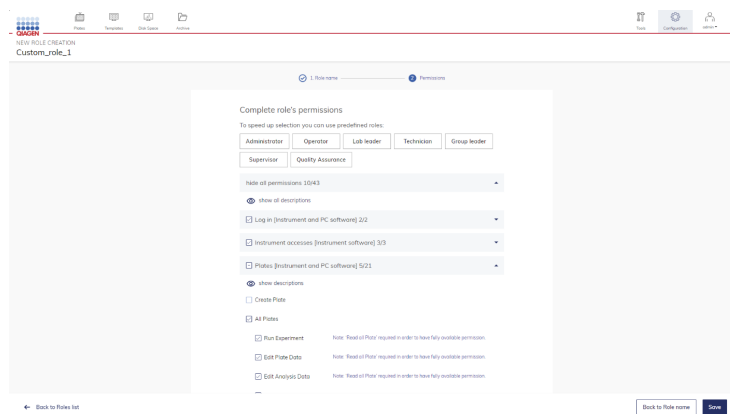 QIAGEN
Plates
Templates
Disk Space
Archive
Tools
Configuration
admin
NEW ROLE CREATION
Custom_role_1
1. Role name
2 Permissions
Complete role's permissions
To speed up selection you can use predefined roles:
Administrator
Operator
Lab leader
Technician
Group leader
Supervisor
Quality Assurance
hide all permissions 10/43
show all descriptions
Log in [Instrument and PC software] 2/2
Instrument accesses [Instrument software] 3/3
Plates [Instrument and PC software] 5/21
show descriptions
Create Plate
All Plates
Run Experiment Note: 'Read all Plate' required in order to have fully available permission.
Edit Plate Data Note: 'Read all Plate' required in order to have fully available permission.
Edit Analysis Data Note: 'Read all Plate' required in order to have fully available permission.
Back to Roles list
Back to Role name
Save